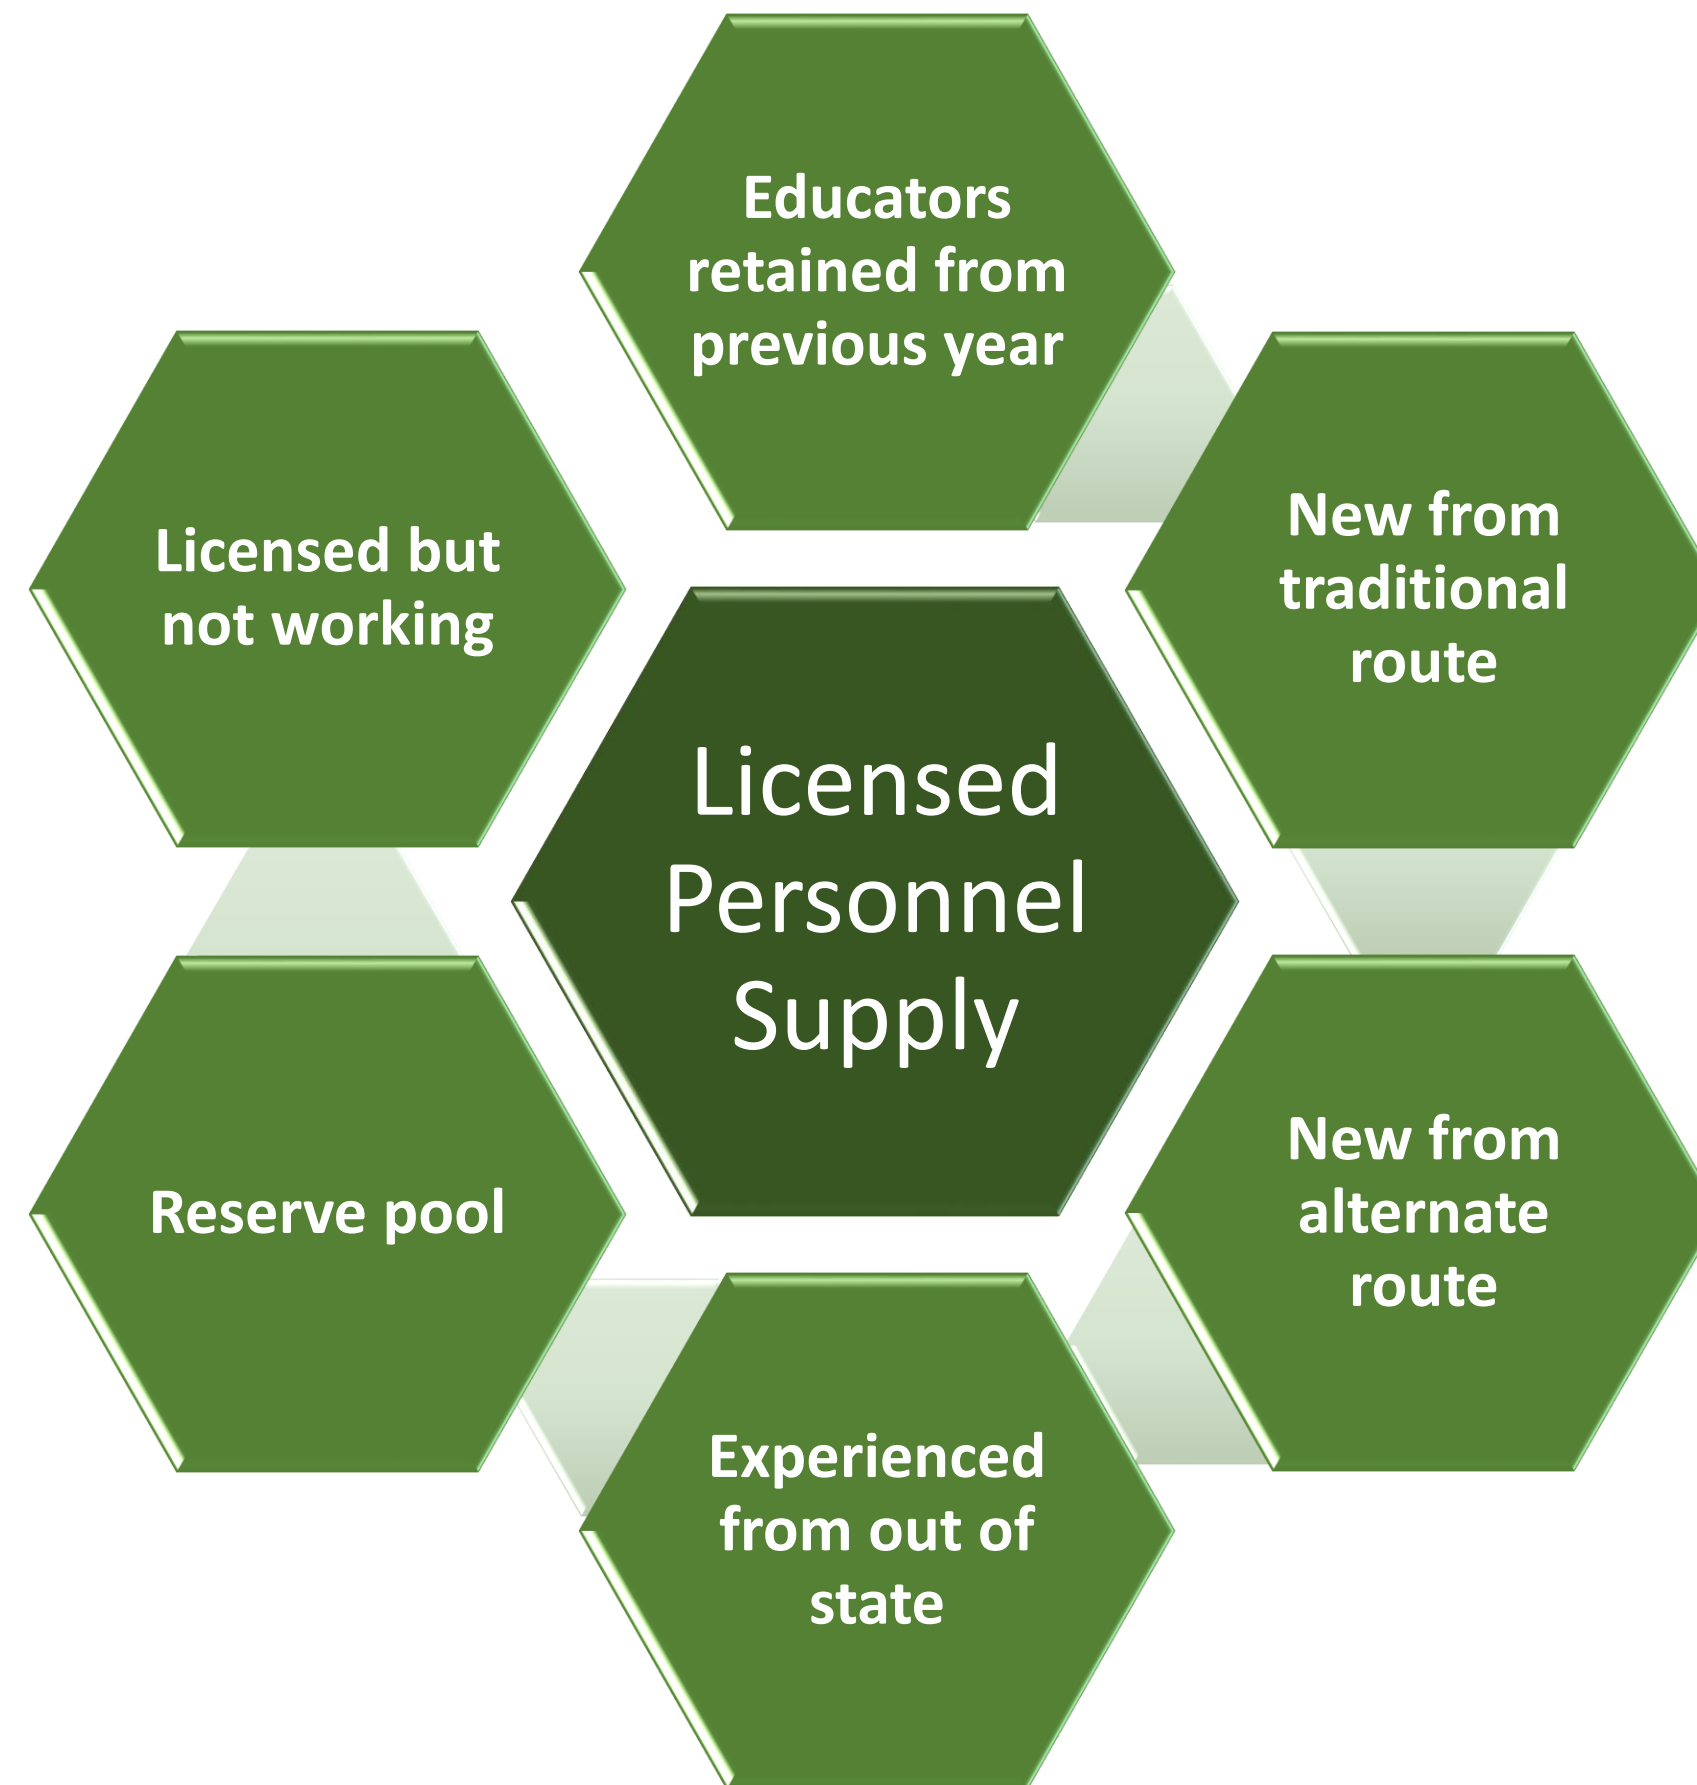 Educators
retained from
previous year
New from
traditional
route
New from
alternate
route
Experienced
from out of
state
Reserve pool
Licensed but
not working
Licensed
Personnel
Supply